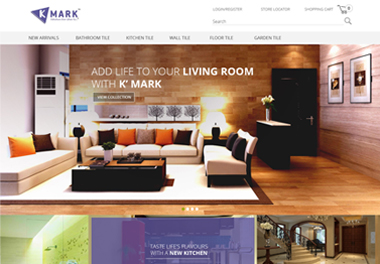 K' MARK
LOGIN/REGISTER STORE LOCATOR SHOPPING CART 0
Search
NEW ARRIVALS BATHROOM TILE KITCHEN TILE WALL TILE FLOOR TILE GARDEN TILE
ADD LIFE TO YOUR LIVING ROOM
WITH K' MARK
VIEW COLLECTION
TASTE LIFE'S FLAVOURS
WITH A NEW KITCHEN